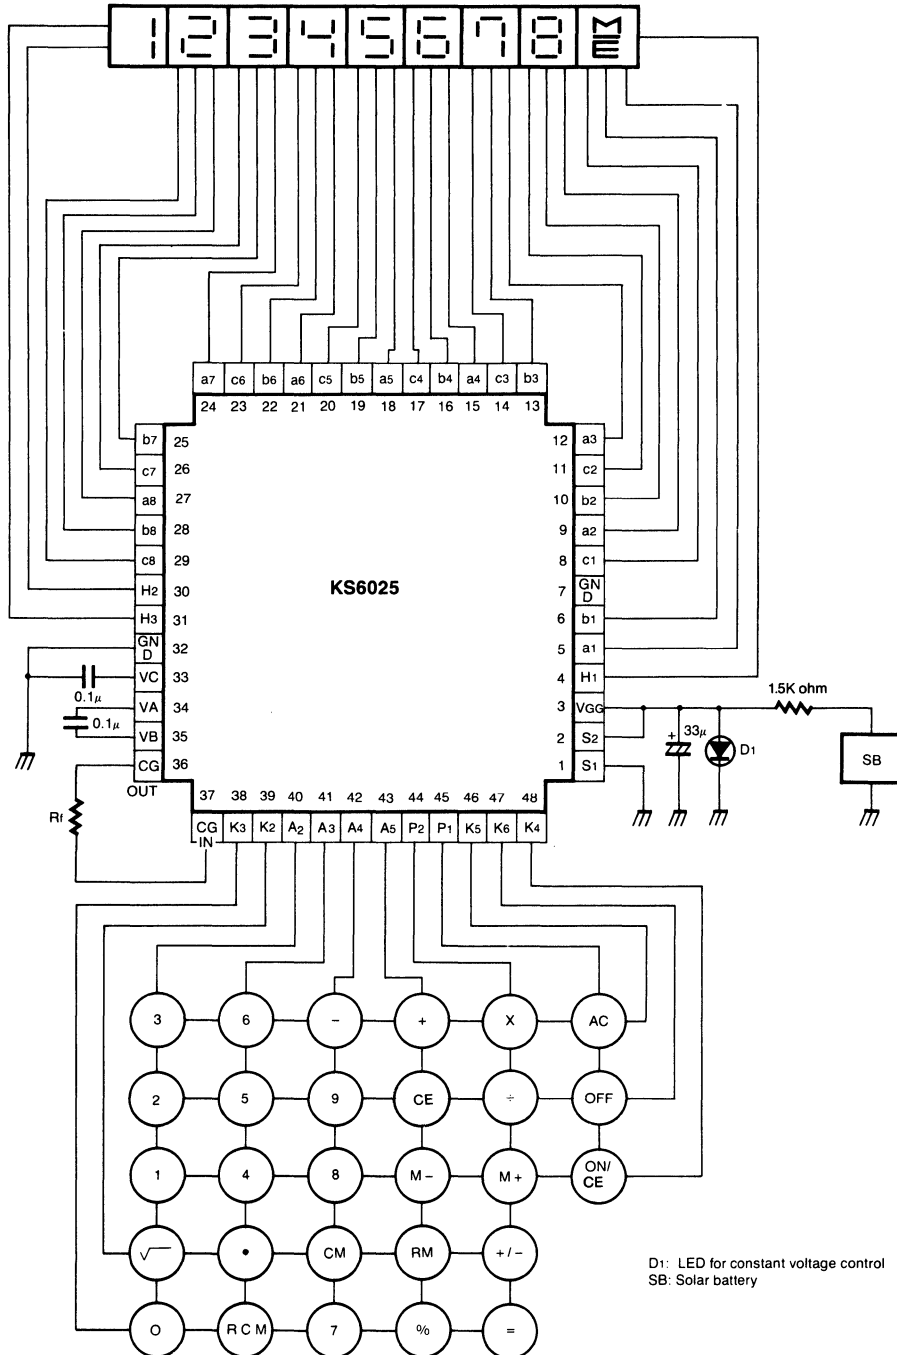 1 2 3 4 5 6 7 8 M E
a7 c6 b6 a6 c5 b5 a5 c4 b4 a4 c3 b3
24 23 22 21 20 19 18 17 16 15 14 13
b7 25
c7 26
a8 27
b8 28
c8 29
H2 30
H3 31
GND 32
VC 33
VA 34
VB 35
CG OUT 36
0.1μ
0.1μ
Rf
KS6025
12 a3
11 c2
10 b2
9 a2
8 c1
7 GND
6 b1
5 a1
4 H1
3 VGG
2 S2
1 S1
1.5K ohm
+ 33μ
D1
SB
37 38 39 40 41 42 43 44 45 46 47 48
CG IN K3 K2 A2 A3 A4 A5 P2 P1 K5 K6 K4
3 6 − + X AC
2 5 9 CE ÷ OFF
1 4 8 M− M+ ON/CE
√ • CM RM +/−
O RCM 7 % =
D1: LED for constant voltage control
SB: Solar battery